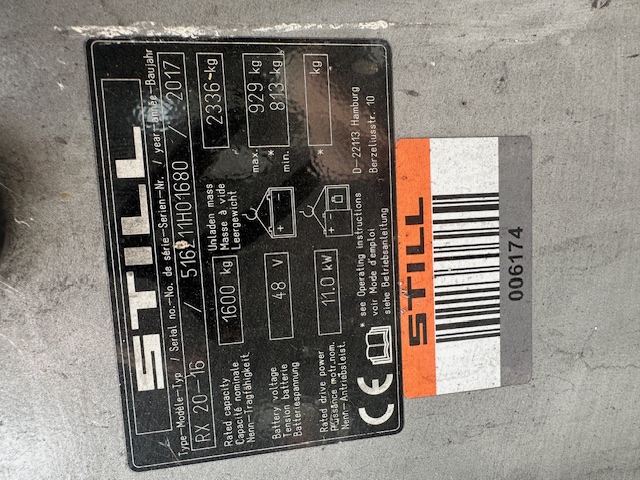 STILL
Type-Modèle-Typ / Serial no.-No. de série-Serien-Nr. / year-année-Baujahr
RX 20-16 / 516211H01680 / 2017
Rated capacity
Capacité nominale
Nenn-Tragfähigkeit
1600 kg
Unladen mass
Masse à vide
Leergewicht
2336 kg
Battery voltage
Tension batterie
Batteriespannung
48 V
max. 929 kg
* min. 813 kg
Rated drive power
Puissance motr.nom.
Nenn-Antriebsleist.
11.0 kW
* kg
CE
* see Operating instructions
voir Mode d'emploi
siehe Betriebsanleitung
D-22113 Hamburg
Berzeliusstr. 10
STILL
006174